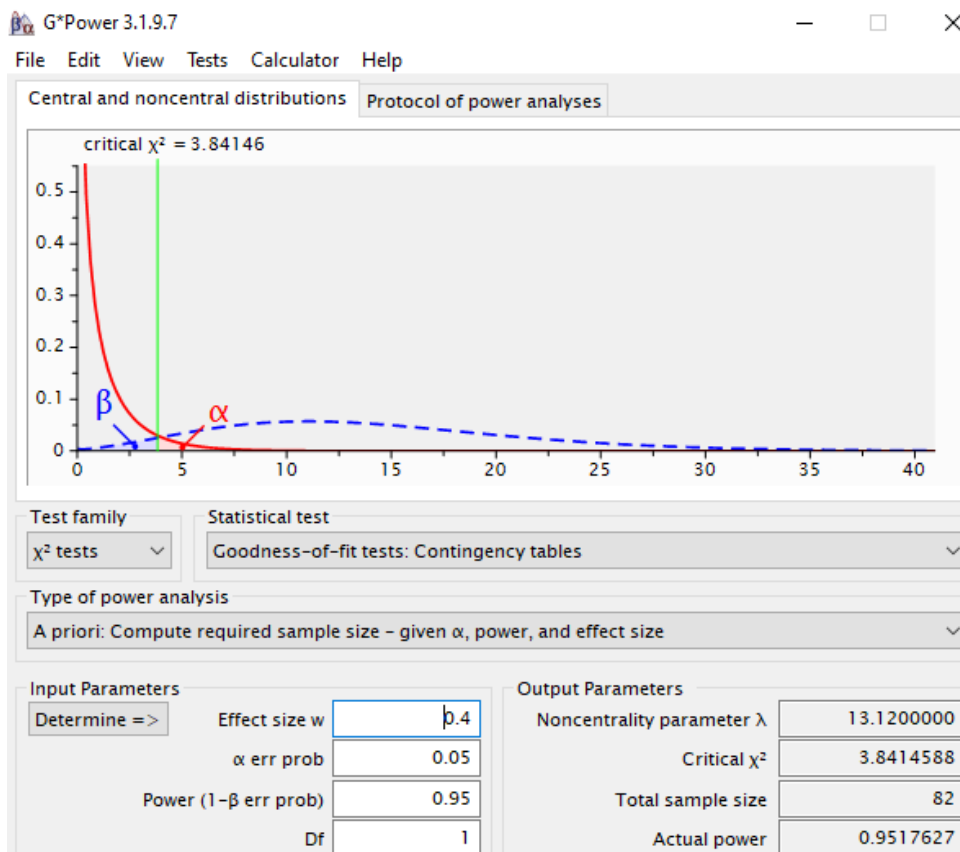 G*Power 3.1.9.7
File Edit View Tests Calculator Help
Central and noncentral distributions Protocol of power analyses
critical χ² = 3.84146
0.5
0.4
0.3
0.2
0.1
0
β
α
0 5 10 15 20 25 30 35 40
Test family Statistical test
χ² tests Goodness-of-fit tests: Contingency tables
Type of power analysis
A priori: Compute required sample size – given α, power, and effect size
Input Parameters Output Parameters
Determine => Effect size w 0.4 Noncentrality parameter λ 13.1200000
α err prob 0.05 Critical χ² 3.8414588
Power (1-β err prob) 0.95 Total sample size 82
Df 1 Actual power 0.9517627